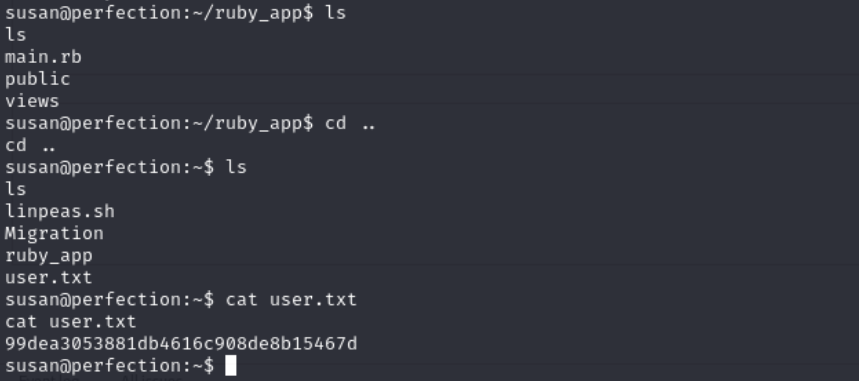 susan@perfection:~/ruby_app$ ls
ls
main.rb
public
views
susan@perfection:~/ruby_app$ cd ..
cd ..
susan@perfection:~$ ls
ls
linpeas.sh
Migration
ruby_app
user.txt
susan@perfection:~$ cat user.txt
cat user.txt
99dea3053881db4616c908de8b15467d
susan@perfection:~$